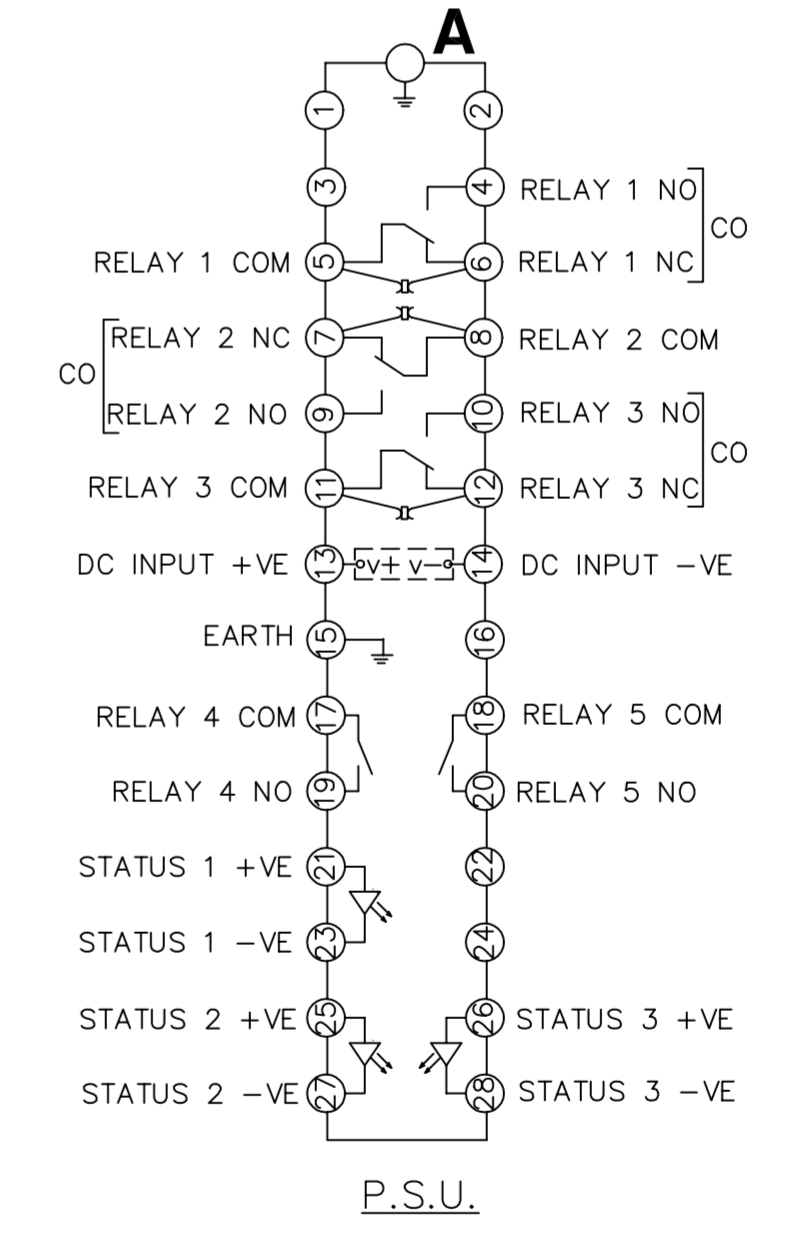 A
1 2
3 4 RELAY 1 NO
CO
RELAY 1 COM 5 6 RELAY 1 NC
RELAY 2 NC 7 8 RELAY 2 COM
CO
RELAY 2 NO 9 10 RELAY 3 NO
CO
RELAY 3 COM 11 12 RELAY 3 NC
DC INPUT +VE 13 V+ V− 14 DC INPUT −VE
EARTH 15 16
RELAY 4 COM 17 18 RELAY 5 COM
RELAY 4 NO 19 20 RELAY 5 NO
STATUS 1 +VE 21 22
STATUS 1 −VE 23 24
STATUS 2 +VE 25 26 STATUS 3 +VE
STATUS 2 −VE 27 28 STATUS 3 −VE
P.S.U.